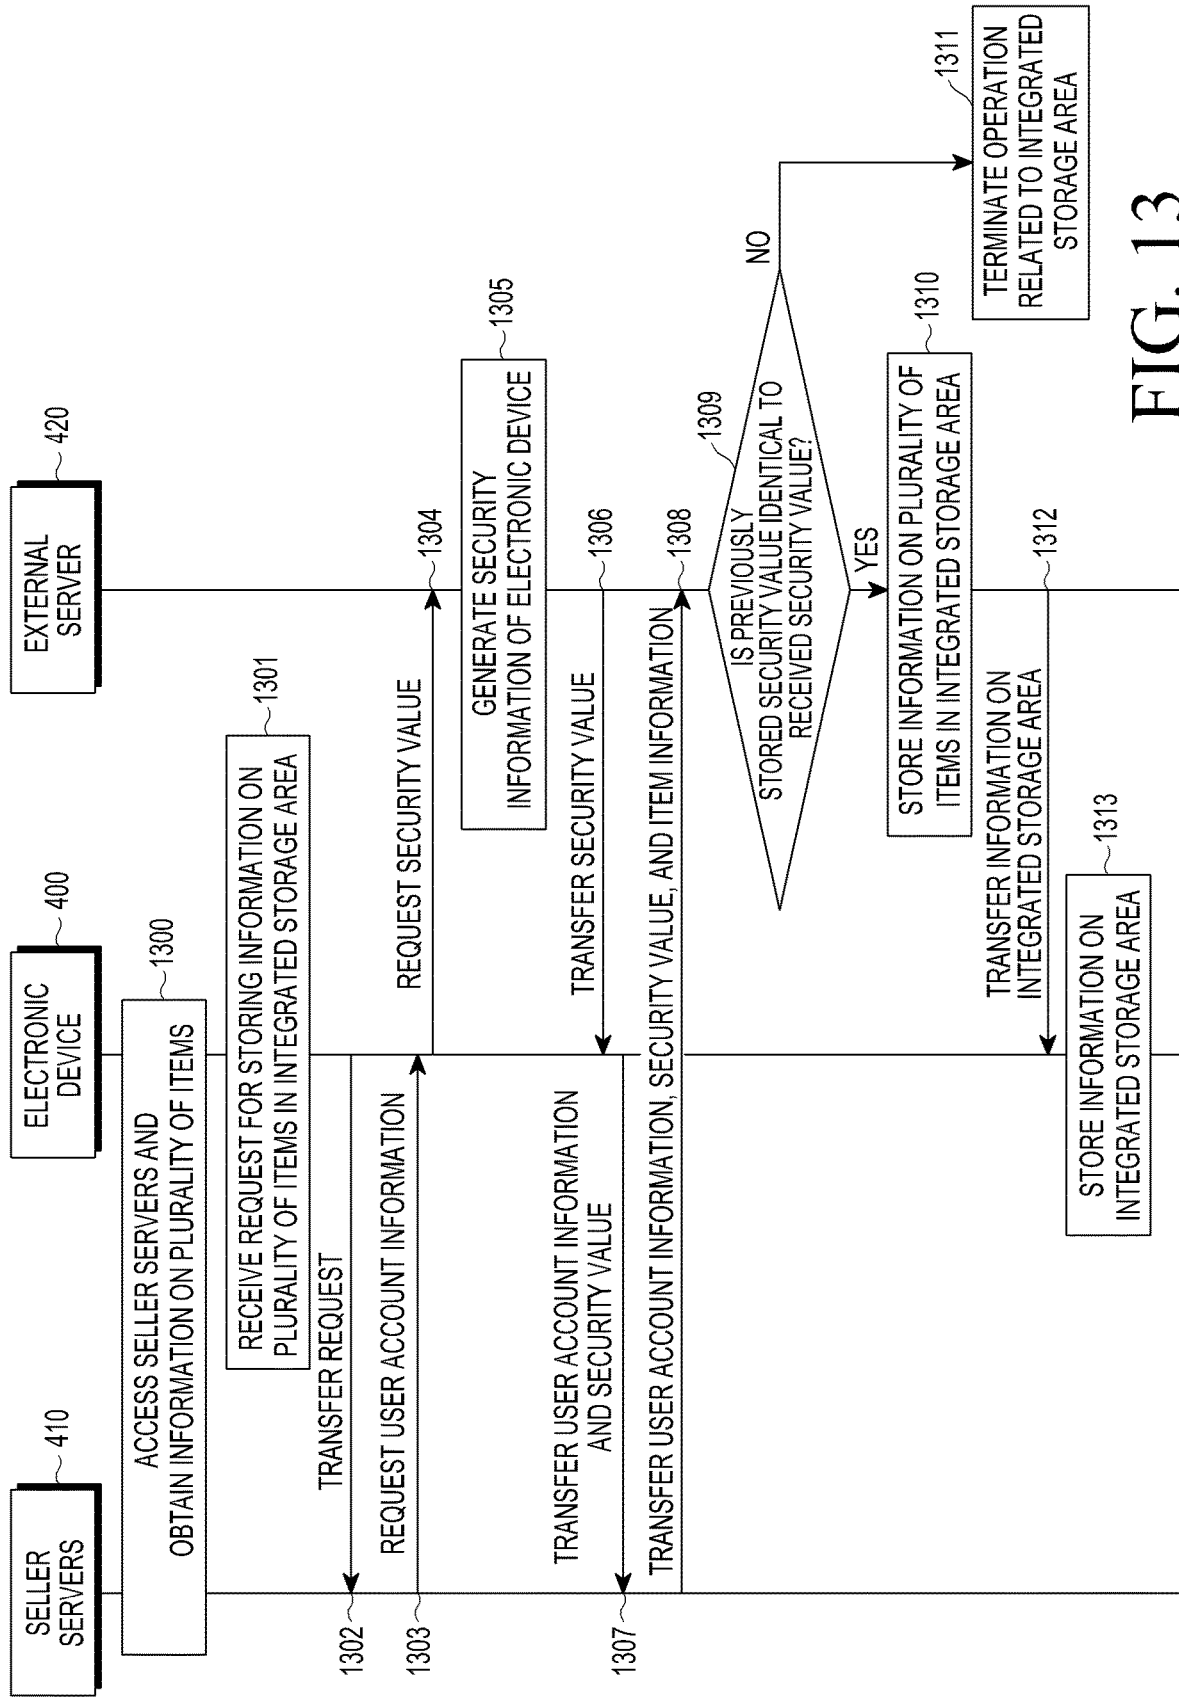 SELLER
SERVERS
410
ELECTRONIC
DEVICE
400
EXTERNAL
SERVER
420
ACCESS SELLER SERVERS AND
OBTAIN INFORMATION ON PLURALITY OF ITEMS
1300
RECEIVE REQUEST FOR STORING INFORMATION ON
PLURALITY OF ITEMS IN INTEGRATED STORAGE AREA
1301
TRANSFER REQUEST
1302
REQUEST USER ACCOUNT INFORMATION
1303
REQUEST SECURITY VALUE
1304
GENERATE SECURITY
INFORMATION OF ELECTRONIC DEVICE
1305
TRANSFER SECURITY VALUE
1306
TRANSFER USER ACCOUNT INFORMATION
AND SECURITY VALUE
1307
TRANSFER USER ACCOUNT INFORMATION, SECURITY VALUE, AND ITEM INFORMATION
1308
IS PREVIOUSLY
STORED SECURITY VALUE IDENTICAL TO
RECEIVED SECURITY VALUE?
1309
NO
YES
STORE INFORMATION ON PLURALITY OF
ITEMS IN INTEGRATED STORAGE AREA
1310
TERMINATE OPERATION
RELATED TO INTEGRATED
STORAGE AREA
1311
TRANSFER INFORMATION ON
INTEGRATED STORAGE AREA
1312
STORE INFORMATION ON
INTEGRATED STORAGE AREA
1313
FIG. 13